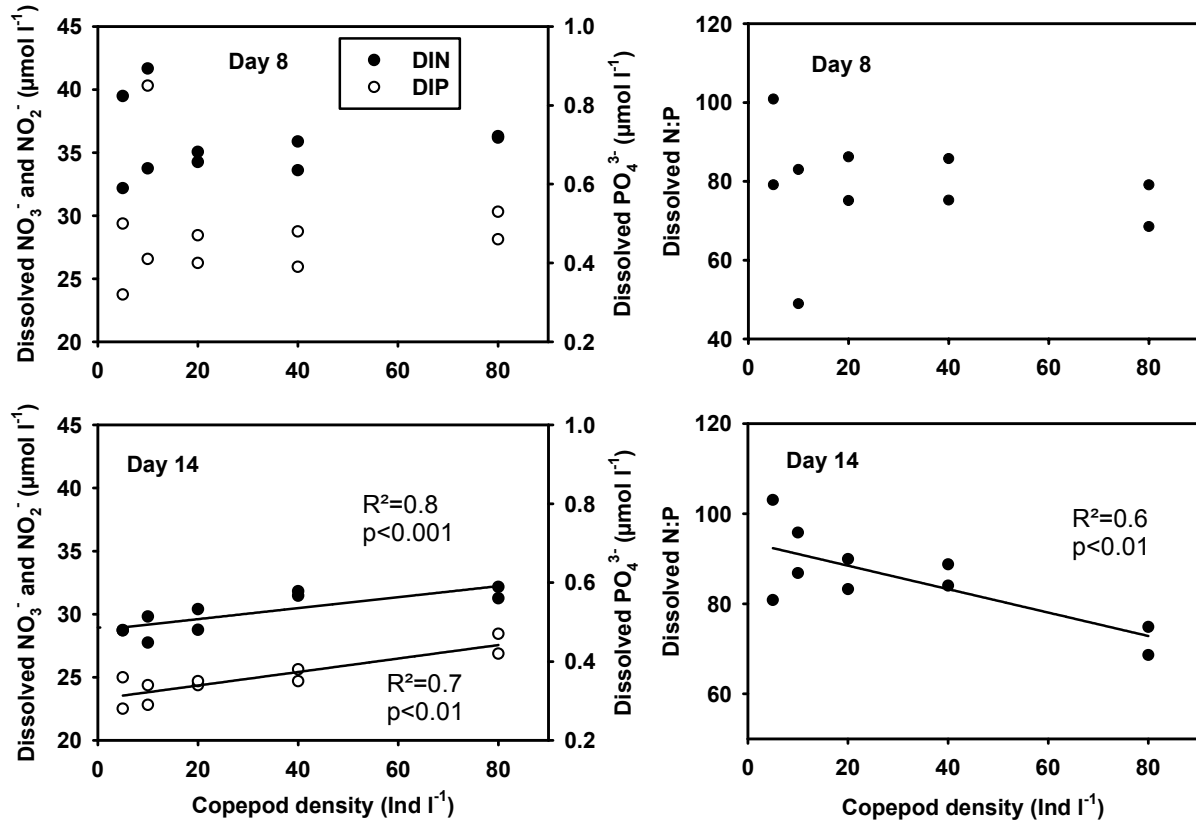 Dissolved NO₃⁻ and NO₂⁻ (µmol l⁻¹)
45
40
35
30
25
20
Day 8
DIN
DIP
1.0
0.8
0.6
0.4
0.2
Dissolved PO₄³⁻ (µmol l⁻¹)
0 20 40 60 80
Dissolved N:P
120
100
80
60
40
Day 8
0 20 40 60 80
Dissolved NO₃⁻ and NO₂⁻ (µmol l⁻¹)
45
40
35
30
25
20
Day 14
R²=0.8
p<0.001
R²=0.7
p<0.01
1.0
0.8
0.6
0.4
0.2
Dissolved PO₄³⁻ (µmol l⁻¹)
0 20 40 60 80
Copepod density (Ind l⁻¹)
Dissolved N:P
120
100
80
60
Day 14
R²=0.6
p<0.01
0 20 40 60 80
Copepod density (Ind l⁻¹)